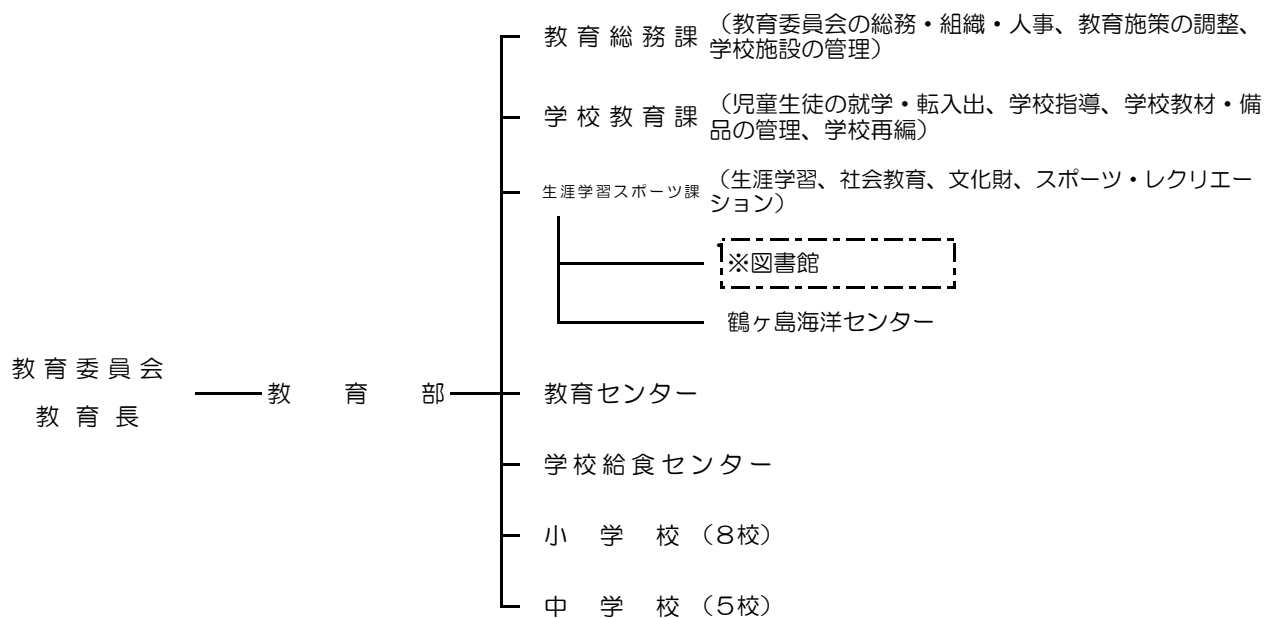 教育総務課
（教育委員会の総務・組織・人事、教育施策の調整、
学校施設の管理）
学校教育課
（児童生徒の就学・転入出、学校指導、学校教材・備
品の管理、学校再編）
生涯学習スポーツ課
（生涯学習、社会教育、文化財、スポーツ・レクリエー
ション）
※図書館
鶴ヶ島海洋センター
教育委員会
教育長
教育部
教育センター
学校給食センター
小学校（８校）
中学校（５校）